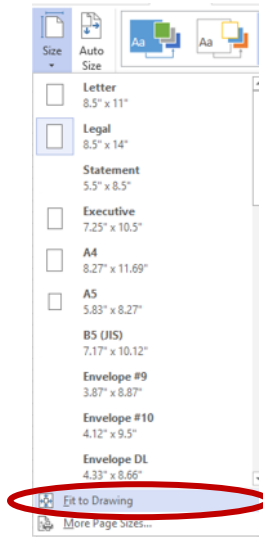 Size
Auto
Size
Aa
Aa
Letter
8.5" x 11"
Legal
8.5" x 14"
Statement
5.5" x 8.5"
Executive
7.25" x 10.5"
A4
8.27" x 11.69"
A5
5.83" x 8.27"
B5 (JIS)
7.17" x 10.12"
Envelope #9
3.87" x 8.87"
Envelope #10
4.12" x 9.5"
Envelope DL
4.33" x 8.66"
Fit to Drawing
More Page Sizes...